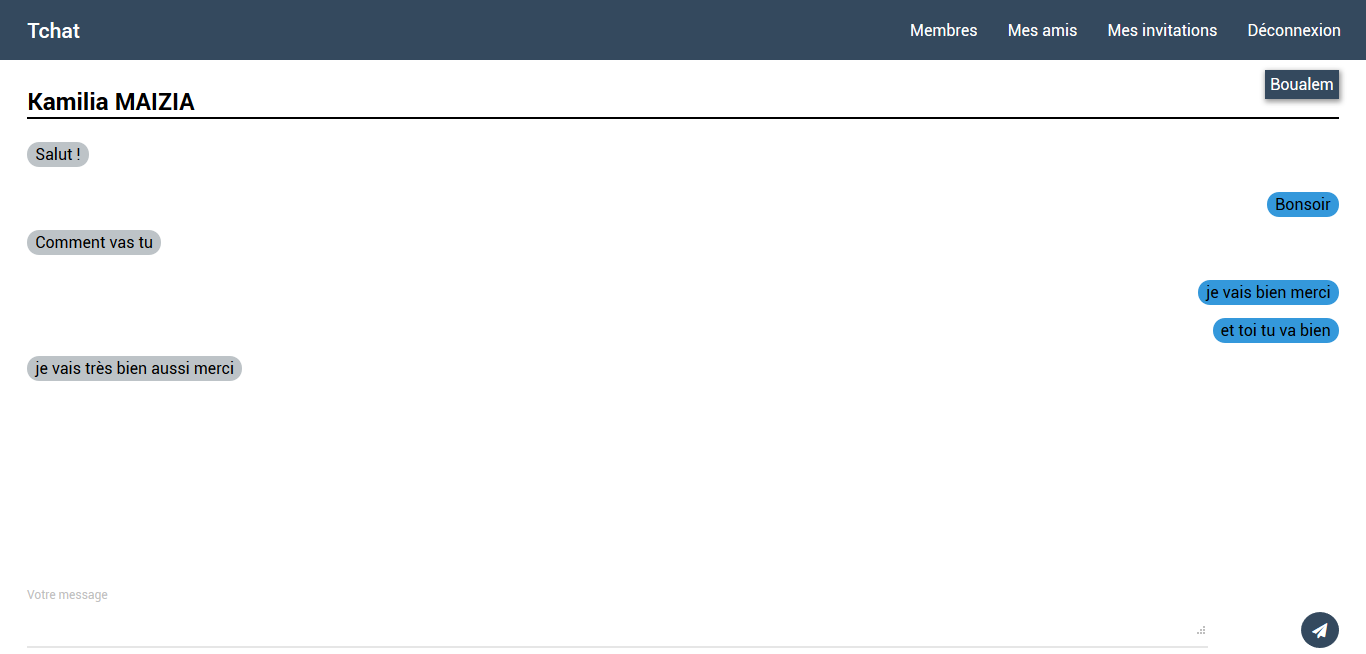 Tchat
Membres Mes amis Mes invitations Déconnexion
Boualem
Kamilia MAIZIA
Salut !
Bonsoir
Comment vas tu
je vais bien merci
et toi tu va bien
je vais très bien aussi merci
Votre message